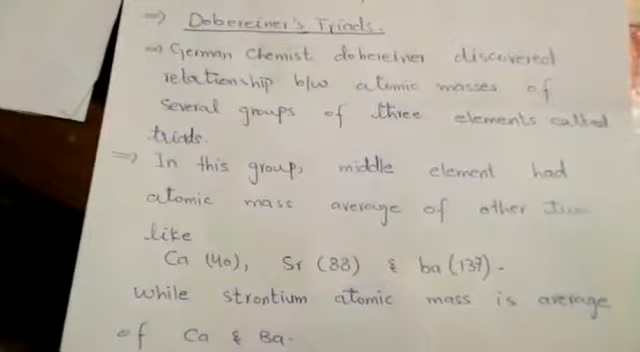 ⇒ Dobereiner's Triads.
⇒ German Chemist dobereiner discovered
relationship b/w atomic masses of
several groups of three elements called
triads.
⇒ In this group, middle element had
atomic mass average of other
like
Ca (40), Sr (88) & ba (137) -
while strontium atomic mass is average
of Ca & Ba-